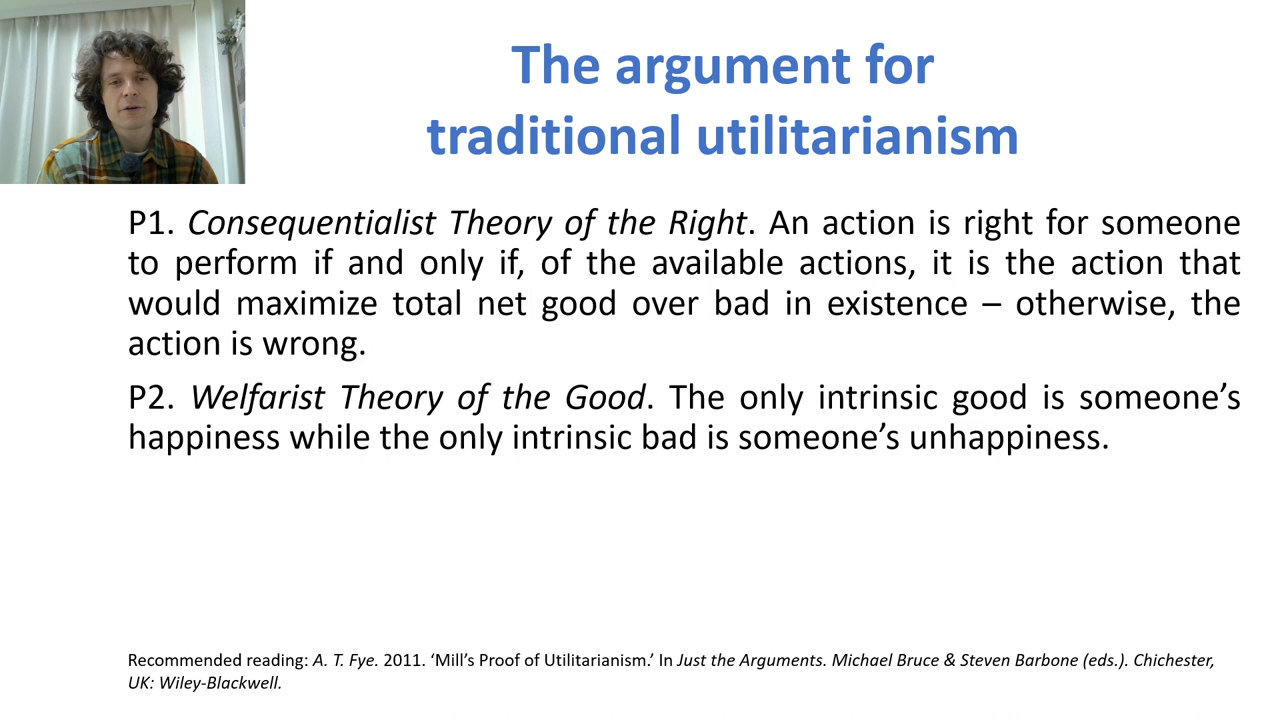 The argument for
traditional utilitarianism
P1. Consequentialist Theory of the Right. An action is right for someone
to perform if and only if, of the available actions, it is the action that
would maximize total net good over bad in existence – otherwise, the
action is wrong.
P2. Welfarist Theory of the Good. The only intrinsic good is someone’s
happiness while the only intrinsic bad is someone’s unhappiness.
Recommended reading: A. T. Fye. 2011. ‘Mill’s Proof of Utilitarianism.’ In Just the Arguments. Michael Bruce & Steven Barbone (eds.). Chichester,
UK: Wiley-Blackwell.